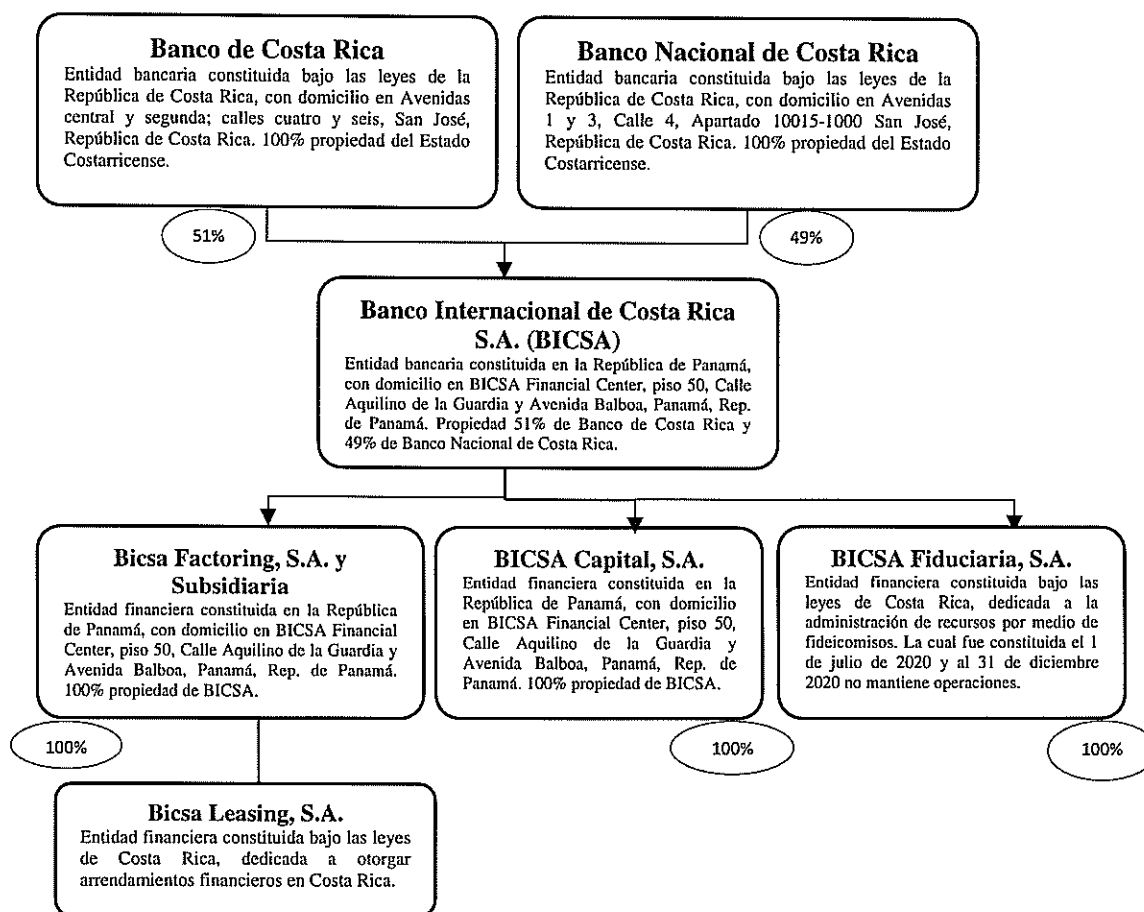 Banco de Costa Rica
Entidad bancaria constituida bajo las leyes de la
República de Costa Rica, con domicilio en Avenidas
central y segunda; calles cuatro y seis, San José,
República de Costa Rica. 100% propiedad del Estado
Costarricense.
Banco Nacional de Costa Rica
Entidad bancaria constituida bajo las leyes de la
República de Costa Rica, con domicilio en Avenidas
1 y 3, Calle 4, Apartado 10015-1000 San José,
República de Costa Rica. 100% propiedad del Estado
Costarricense.
51%
49%
Banco Internacional de Costa Rica
S.A. (BICSA)
Entidad bancaria constituida en la República de Panamá,
con domicilio en BICSA Financial Center, piso 50, Calle
Aquilino de la Guardia y Avenida Balboa, Panamá, Rep.
de Panamá. Propiedad 51% de Banco de Costa Rica y
49% de Banco Nacional de Costa Rica.
Bicsa Factoring, S.A. y
Subsidiaria
Entidad financiera constituida en la República
de Panamá, con domicilio en BICSA Financial
Center, piso 50, Calle Aquilino de la Guardia y
Avenida Balboa, Panamá, Rep. de Panamá.
100% propiedad de BICSA.
BICSA Capital, S.A.
Entidad financiera constituida en la
República de Panamá, con domicilio
en BICSA Financial Center, piso 50,
Calle Aquilino de la Guardia y
Avenida Balboa, Panamá, Rep. de
Panamá. 100% propiedad de BICSA.
BICSA Fiduciaria, S.A.
Entidad financiera constituida bajo las
leyes de Costa Rica, dedicada a la
administración de recursos por medio de
fideicomisos. La cual fue constituida el 1
de julio de 2020 y al 31 de diciembre
2020 no mantiene operaciones.
100%
100%
100%
Bicsa Leasing, S.A.
Entidad financiera constituida bajo las leyes
de Costa Rica, dedicada a otorgar
arrendamientos financieros en Costa Rica.